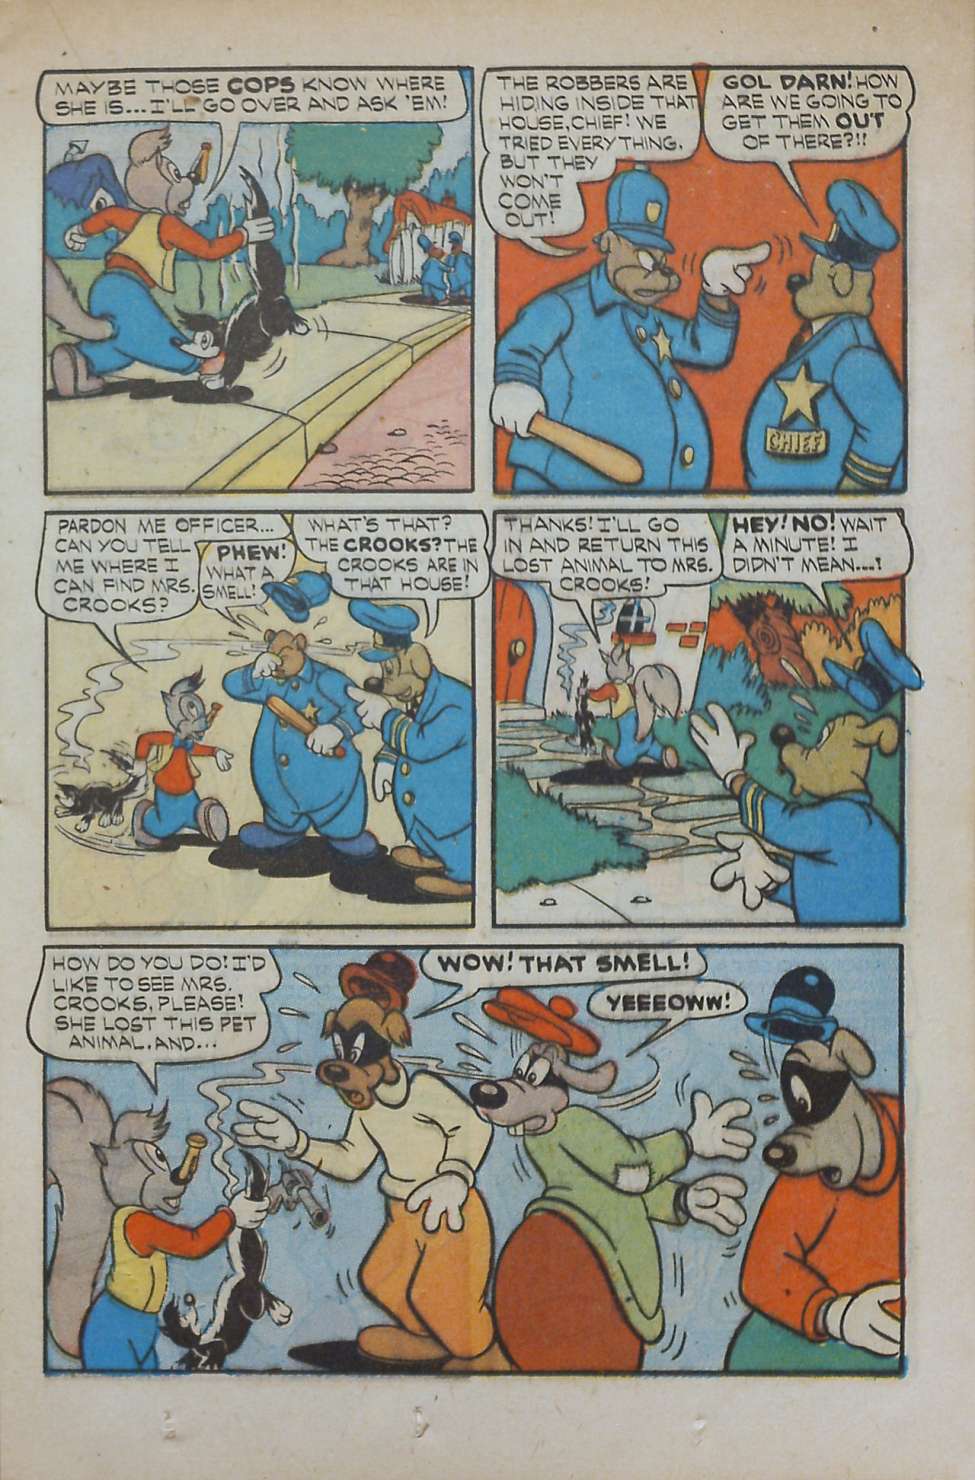 MAYBE THOSE COPS KNOW WHERE
SHE IS...I'LL GO OVER AND ASK 'EM!
THE ROBBERS ARE
HIDING INSIDE THAT
HOUSE, CHIEF! WE
TRIED EVERYTHING,
BUT THEY
WON'T
COME
OUT!
GOL DARN! HOW
ARE WE GOING TO
GET THEM OUT
OF THERE?!!
CHIEF
PARDON ME OFFICER...
CAN YOU TELL
ME WHERE I
CAN FIND MRS.
CROOKS?
PHEW!
WHAT A
SMELL!
WHAT'S THAT?
THE CROOKS? THE
CROOKS ARE IN
THAT HOUSE!
THANKS! I'LL GO
IN AND RETURN THIS
LOST ANIMAL TO MRS.
CROOKS!
HEY! NO! WAIT
A MINUTE! I
DIDN'T MEAN...!
HOW DO YOU DO! I'D
LIKE TO SEE MRS.
CROOKS, PLEASE!
SHE LOST THIS PET
ANIMAL, AND...
WOW! THAT SMELL!
YEEEOWW!